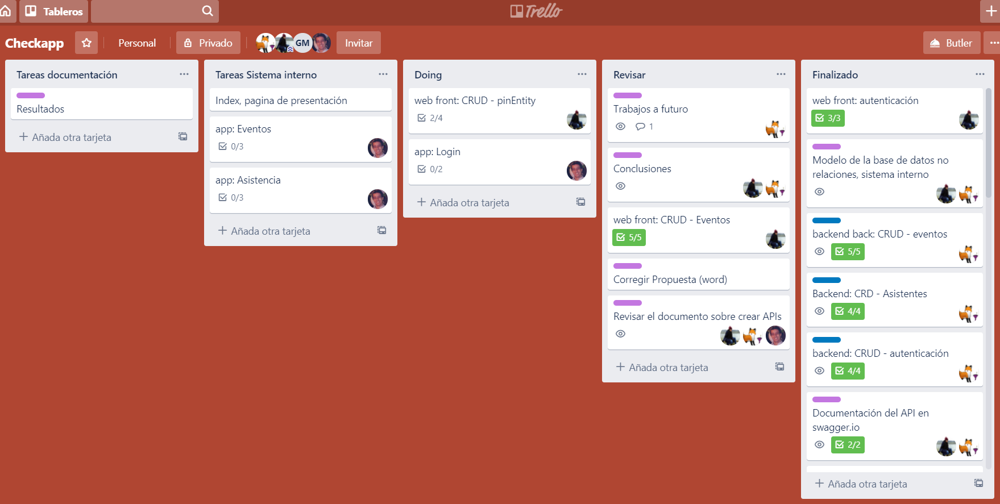 Tableros
Trello
Checkapp
Personal
Privado
GM
Invitar
Butler
Tareas documentación
Resultados
Añada otra tarjeta
Tareas Sistema interno
Index, pagina de presentación
app: Eventos
0/3
app: Asistencia
0/3
Añada otra tarjeta
Doing
web front: CRUD - pinEntity
2/4
app: Login
0/2
Añada otra tarjeta
Revisar
Trabajos a futuro
1
Conclusiones
web front: CRUD - Eventos
5/5
Corregir Propuesta (word)
Revisar el documento sobre crear APIs
Añada otra tarjeta
Finalizado
web front: autenticación
3/3
Modelo de la base de datos no
relaciones, sistema interno
backend back: CRUD - eventos
5/5
Backend: CRD - Asistentes
4/4
backend: CRUD - autenticación
4/4
Documentación del API en
swagger.io
2/2
Añada otra tarjeta